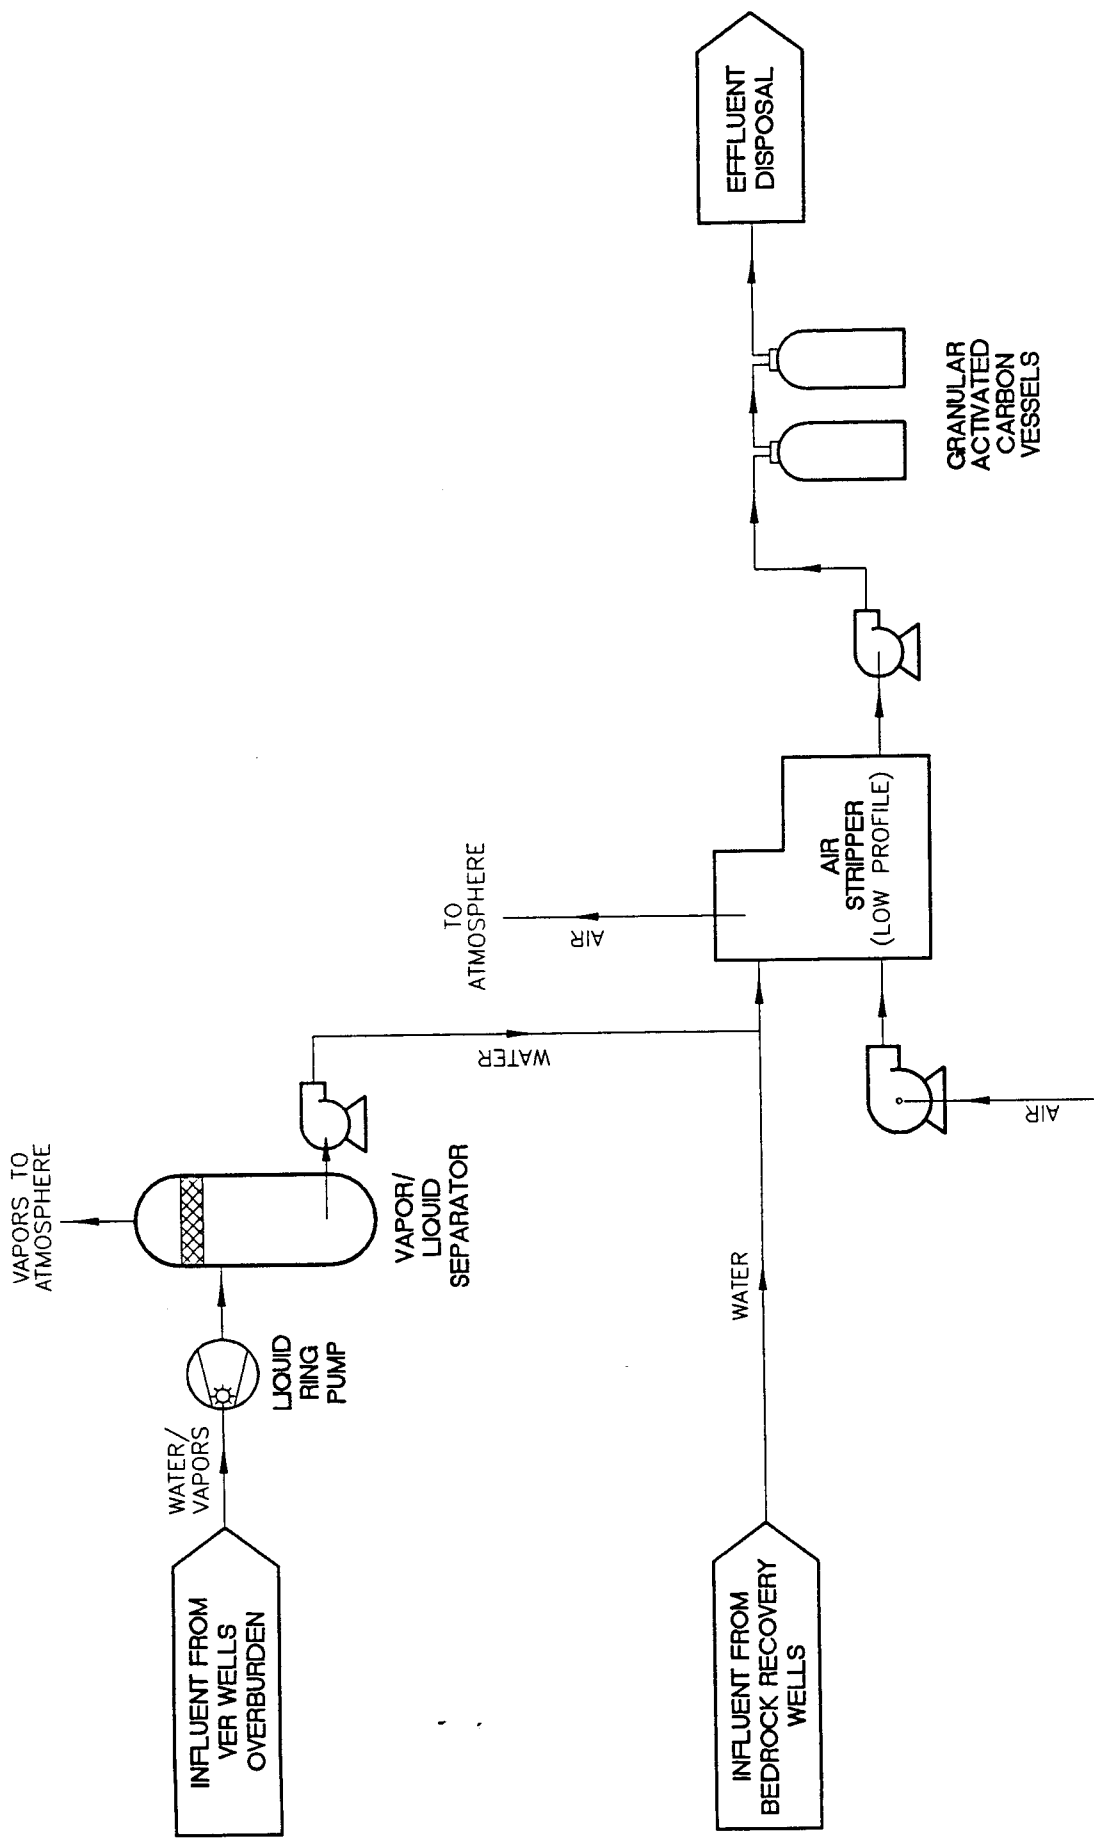 INFLUENT FROM
VER WELLS
OVERBURDEN
WATER/
VAPORS
LIQUID
RING
PUMP
VAPORS TO
ATMOSPHERE
VAPOR/
LIQUID
SEPARATOR
WATER
INFLUENT FROM
BEDROCK RECOVERY
WELLS
WATER
AIR
TO
ATMOSPHERE
AIR
AIR
STRIPPER
(LOW PROFILE)
GRANULAR
ACTIVATED
CARBON
VESSELS
EFFLUENT
DISPOSAL